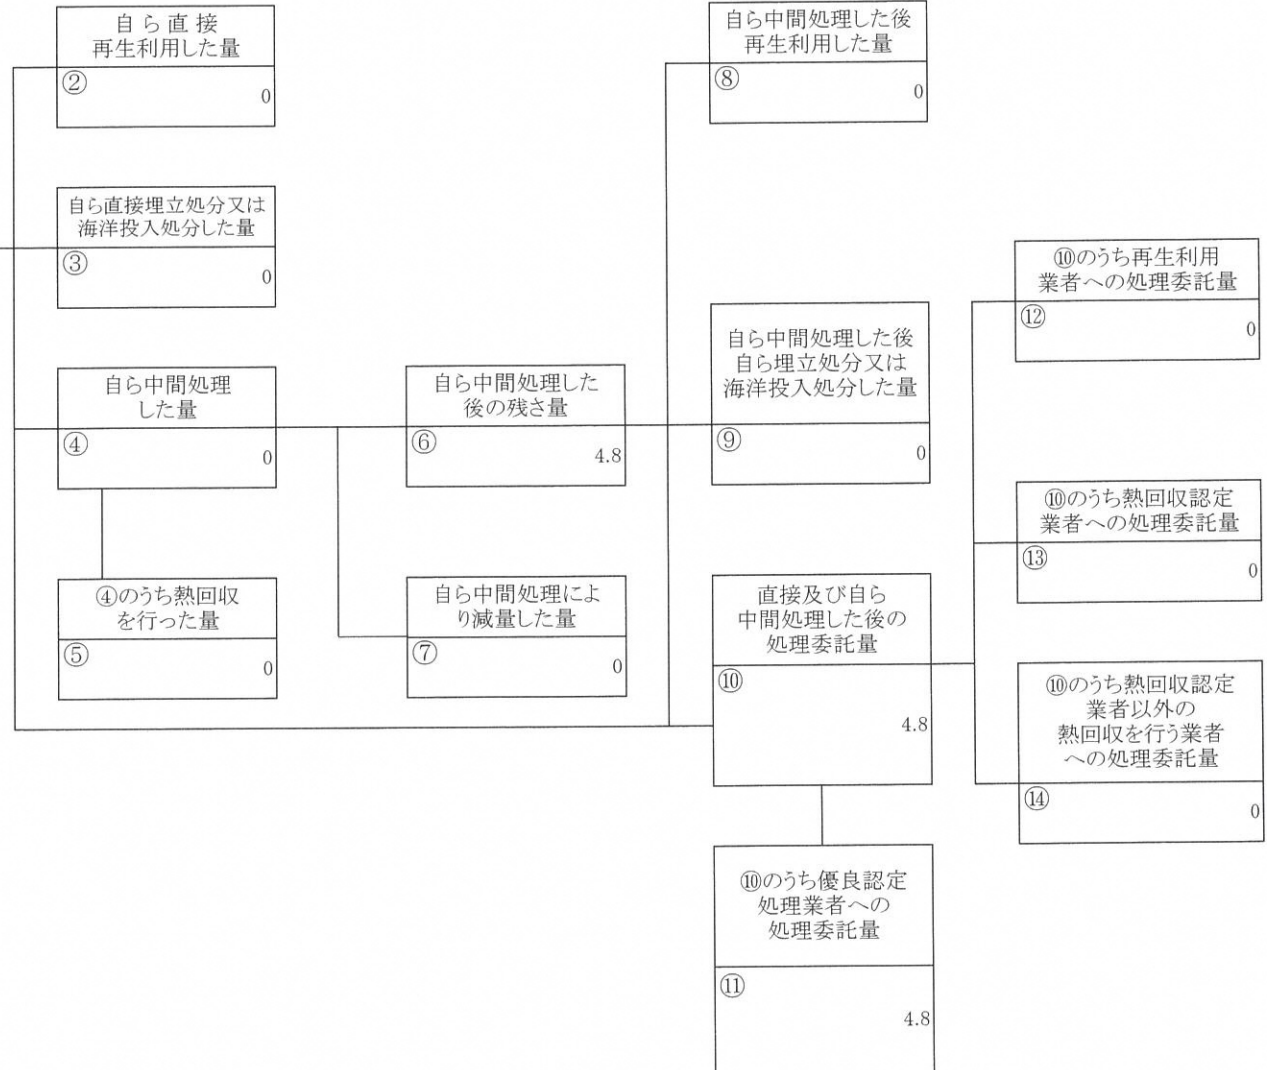 自ら直接
再生利用した量
②
0
自ら直接埋立処分又は
海洋投入処分した量
③
0
自ら中間処理
した量
④
0
④のうち熱回収
を行った量
⑤
0
自ら中間処理した
後の残さ量
⑥
4.8
自ら中間処理によ
り減量した量
⑦
0
自ら中間処理した後
再生利用した量
⑧
0
自ら中間処理した後
自ら埋立処分又は
海洋投入処分した量
⑨
0
直接及び自ら
中間処理した後の
処理委託量
⑩
4.8
⑩のうち優良認定
処理業者への
処理委託量
⑪
4.8
⑩のうち再生利用
業者への処理委託量
⑫
0
⑩のうち熱回収認定
業者への処理委託量
⑬
0
⑩のうち熱回収認定
業者以外の
熱回収を行う業者
への処理委託量
⑭
0